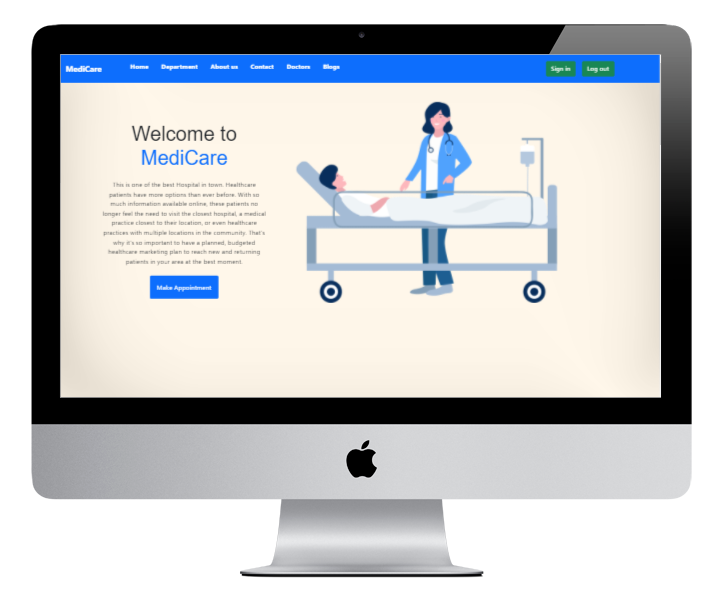 MediCare Home Department About us Contact Doctors Blogs Sign in Log out
Welcome to
MediCare
This is one of the best Hospital in town. Healthcare
patients have more options than ever before. With so
much information available online, these patients no
longer feel the need to visit the closest hospital, a medical
practice closest to their location, or even healthcare
practices with multiple locations in the community. That's
why it's so important to have a planned, budgeted
healthcare marketing plan to reach new and returning
patients in your area at the best moment.
Make Appointment